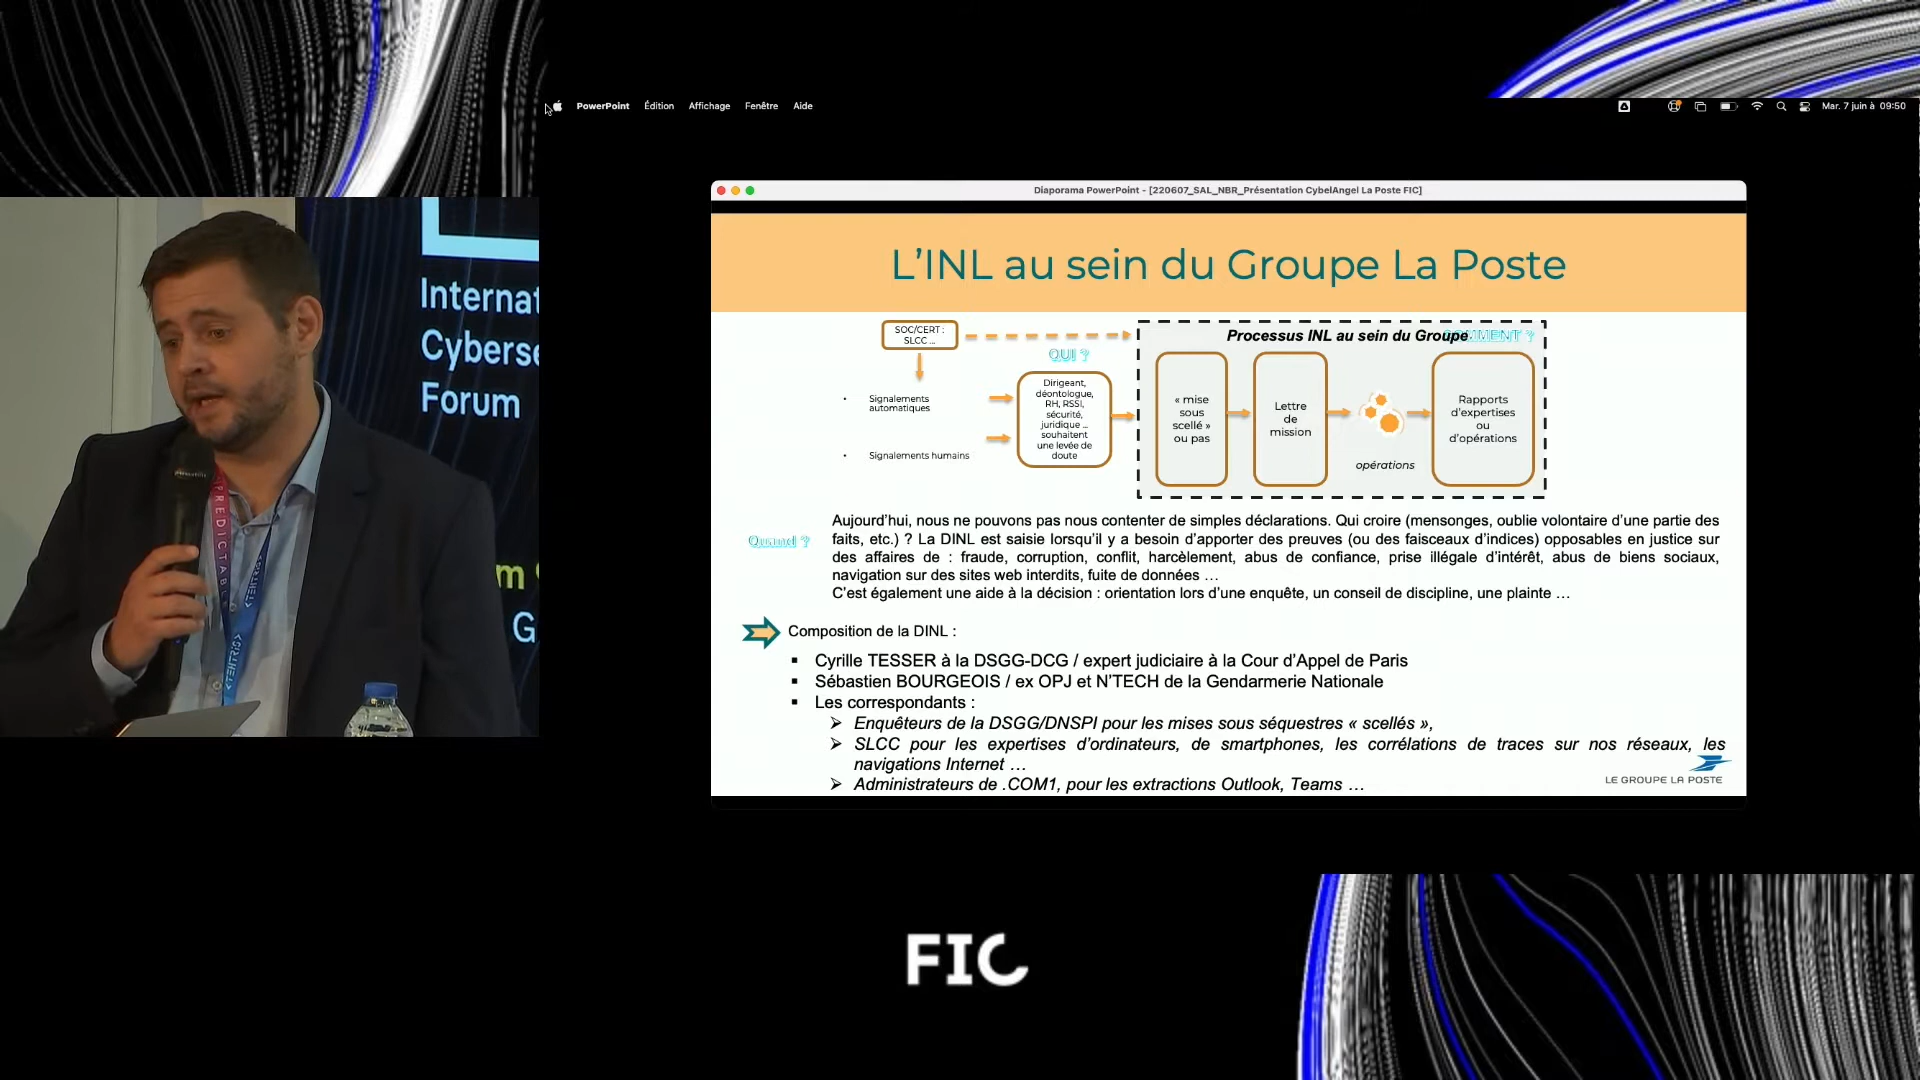 PowerPoint Édition Affichage Fenêtre Aide
Mar. 7 juin à 09:50
Diaporama PowerPoint - [220607_SAL_NBR_Présentation CybelAngel La Poste FIC]
L'INL au sein du Groupe La Poste
SOC/CERT :
SLCC ...
QUI ?
Signalements
automatiques
Signalements humains
Dirigeant,
déontologue,
RH, RSSI,
sécurité,
juridique ...
souhaitent
une levée de
doute
Processus INL au sein du Groupe
COMMENT ?
« mise
sous
scellé »
ou pas
Lettre
de
mission
opérations
Rapports
d'expertises
ou
d'opérations
Quand ?
Aujourd'hui, nous ne pouvons pas nous contenter de simples déclarations. Qui croire (mensonges, oublie volontaire d'une partie des
faits, etc.) ? La DINL est saisie lorsqu'il y a besoin d'apporter des preuves (ou des faisceaux d'indices) opposables en justice sur
des affaires de : fraude, corruption, conflit, harcèlement, abus de confiance, prise illégale d'intérêt, abus de biens sociaux,
navigation sur des sites web interdits, fuite de données ...
C'est également une aide à la décision : orientation lors d'une enquête, un conseil de discipline, une plainte ...
Composition de la DINL :
▪ Cyrille TESSER à la DSGG-DCG / expert judiciaire à la Cour d'Appel de Paris
▪ Sébastien BOURGEOIS / ex OPJ et N'TECH de la Gendarmerie Nationale
▪ Les correspondants :
➢ Enquêteurs de la DSGG/DNSPI pour les mises sous séquestres « scellés »,
➢ SLCC pour les expertises d'ordinateurs, de smartphones, les corrélations de traces sur nos réseaux, les
navigations Internet ...
➢ Administrateurs de .COM1, pour les extractions Outlook, Teams ...
LE GROUPE LA POSTE
Internat
Cyberse
Forum
m
G
PREDICTABL
TENTRIS
FIC